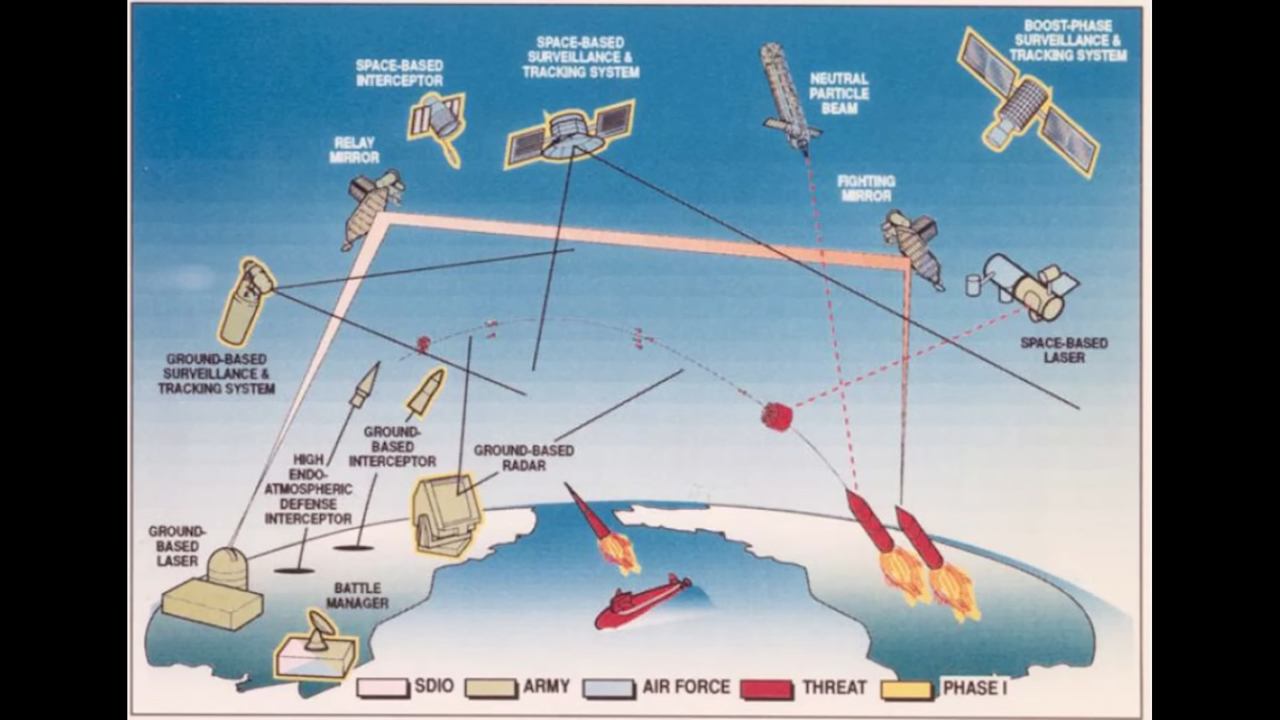 SPACE-BASED
INTERCEPTOR
SPACE-BASED
SURVEILLANCE &
TRACKING SYSTEM
NEUTRAL
PARTICLE
BEAM
BOOST-PHASE
SURVEILLANCE &
TRACKING SYSTEM
RELAY
MIRROR
FIGHTING
MIRROR
GROUND-BASED
SURVEILLANCE &
TRACKING SYSTEM
SPACE-BASED
LASER
GROUND-
BASED
INTERCEPTOR
GROUND-BASED
RADAR
HIGH
ENDO-
ATMOSPHERIC
DEFENSE
INTERCEPTOR
GROUND-
BASED
LASER
BATTLE
MANAGER
SDIO
ARMY
AIR FORCE
THREAT
PHASE I